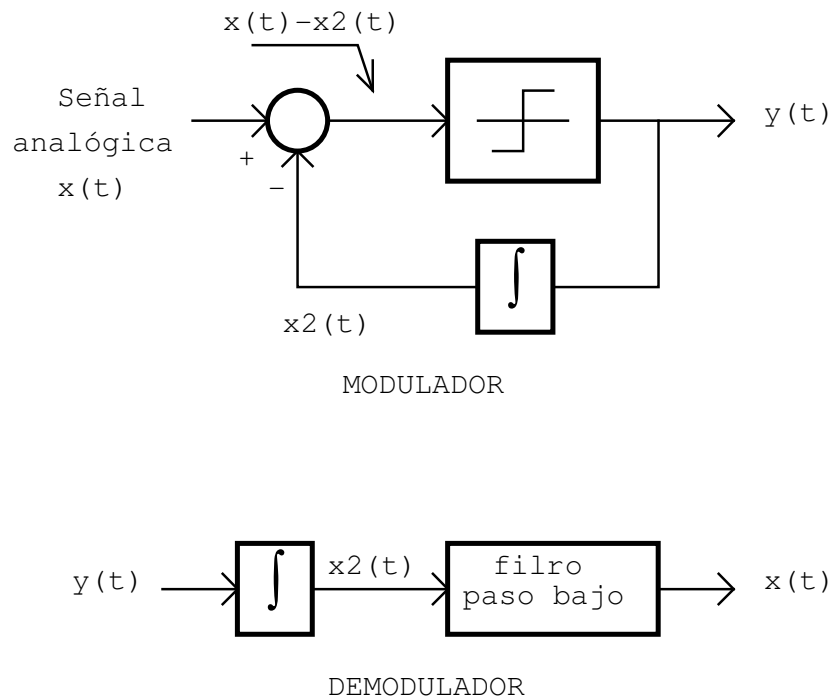 x(t)-x2(t)
Señal
analógica
x(t)
+
-
y(t)
∫
x2(t)
MODULADOR
y(t)
∫
x2(t)
filro
paso bajo
x(t)
DEMODULADOR